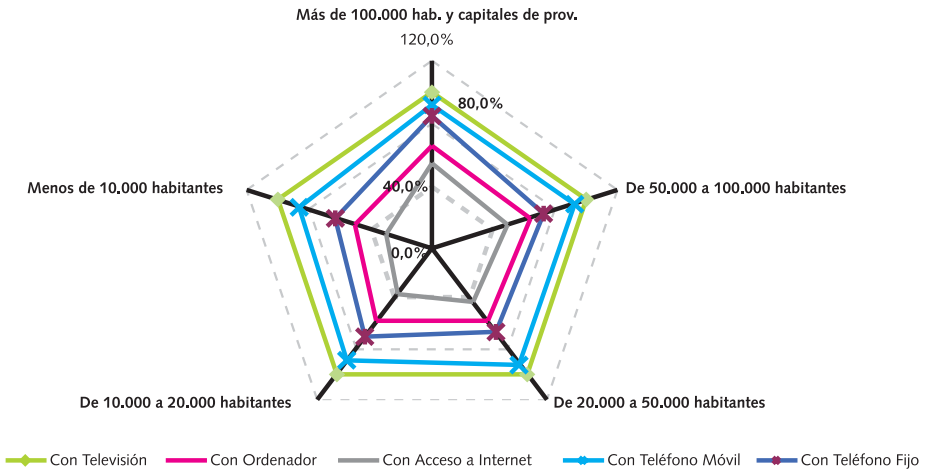 Más de 100.000 hab. y capitales de prov.
120,0%
80,0%
Menos de 10.000 habitantes
40,0%
De 50.000 a 100.000 habitantes
0,0%
De 10.000 a 20.000 habitantes
De 20.000 a 50.000 habitantes
Con Televisión
Con Ordenador
Con Acceso a Internet
Con Teléfono Móvil
Con Teléfono Fijo